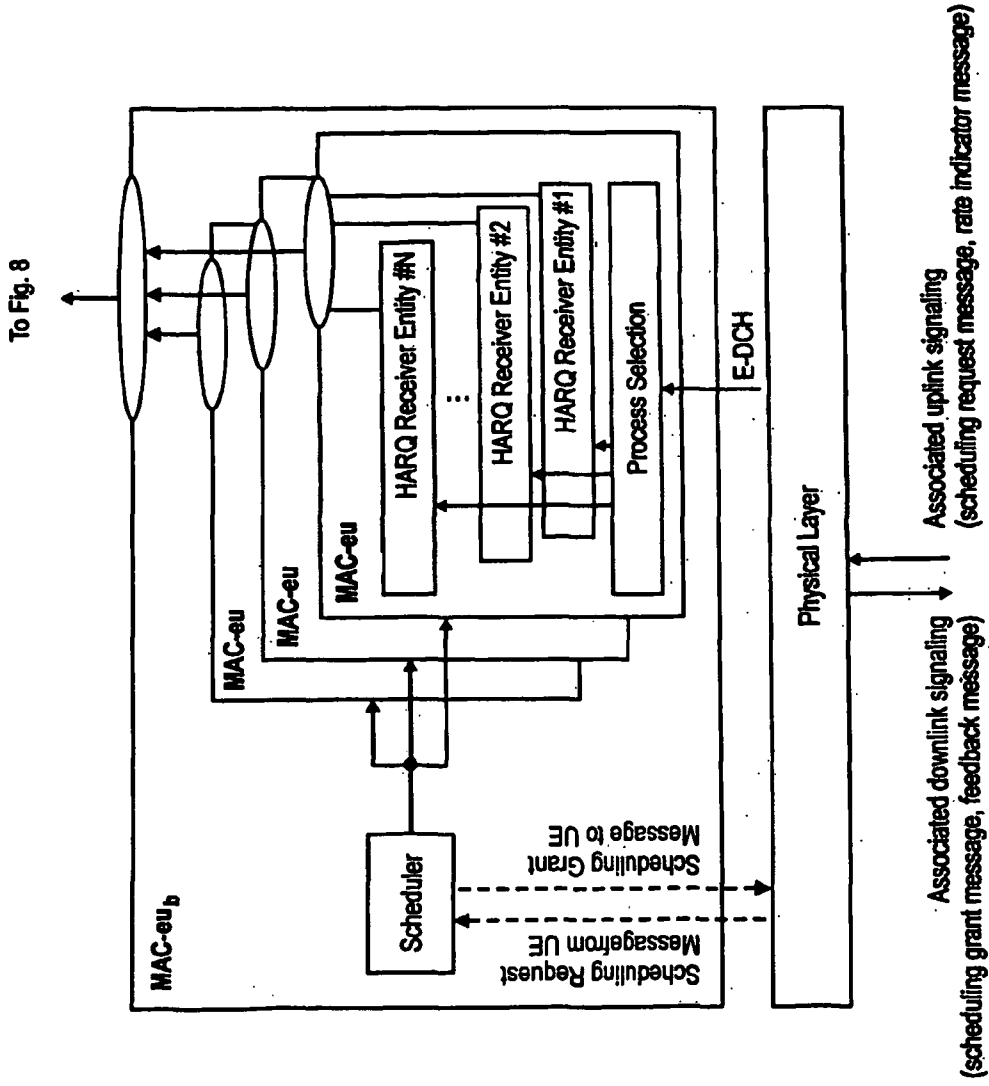 To Fig. 8
MAC-eu_b
MAC-eu
MAC-eu
MAC-eu
HARQ Receiver Entity #N
...
HARQ Receiver Entity #2
HARQ Receiver Entity #1
Process Selection
Scheduler
Scheduling Request
Messagefrom UE
Scheduling Grant
Message to UE
E-DCH
Physical Layer
Associated downlink signaling
(scheduling grant message, feedback message)
Associated uplink signaling
(scheduling request message, rate indicator message)